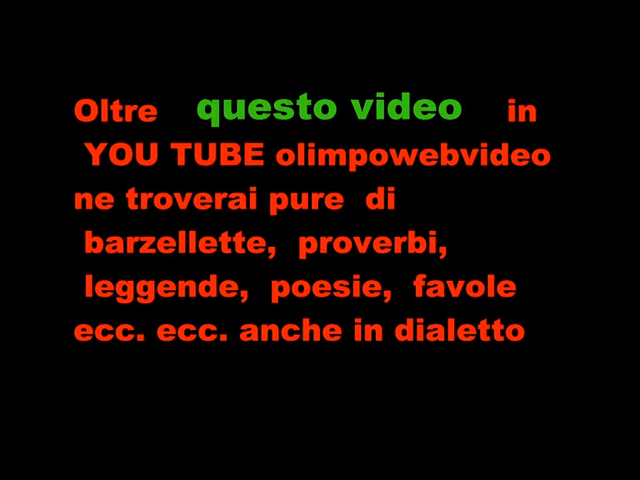 Oltre questo video in
YOU TUBE olimpowebvideo
ne troverai pure di
barzellette, proverbi,
leggende, poesie, favole
ecc. ecc. anche in dialetto